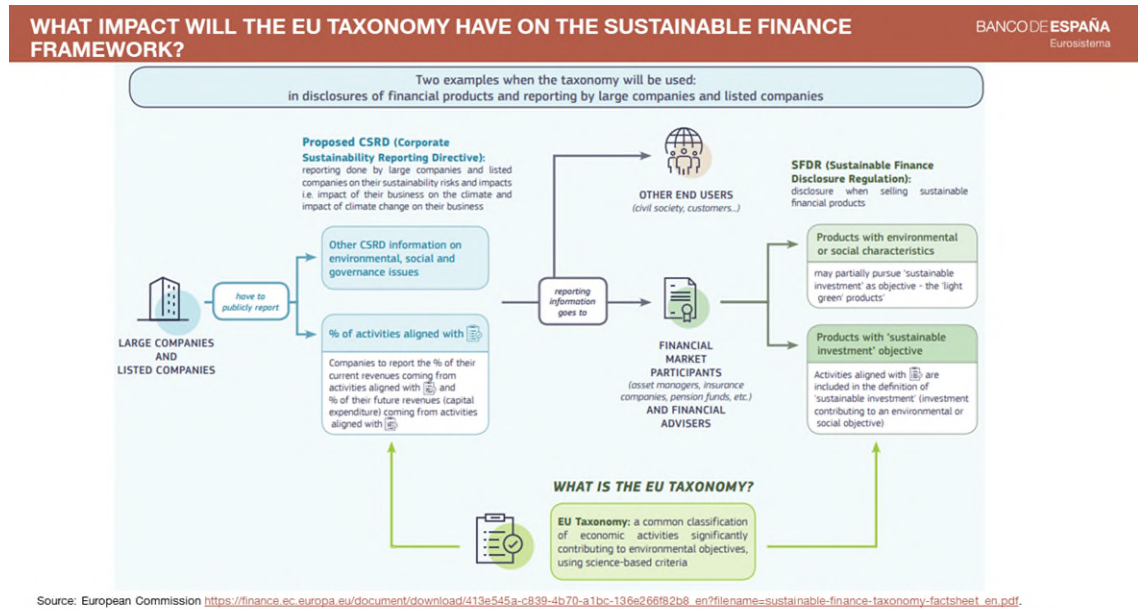 WHAT IMPACT WILL THE EU TAXONOMY HAVE ON THE SUSTAINABLE FINANCE
FRAMEWORK?
BANCODEESPAÑA
Eurosistema
Two examples when the taxonomy will be used:
in disclosures of financial products and reporting by large companies and listed companies
Proposed CSRD (Corporate
Sustainability Reporting Directive):
reporting done by large companies and listed
companies on their sustainability risks and impacts
i.e. impact of their business on the climate and
impact of climate change on their business
OTHER END USERS
(civil society, customers...)
SFDR (Sustainable Finance
Disclosure Regulation):
disclosure when selling sustainable
financial products
Other CSRD information on
environmental, social and
governance issues
Products with environmental
or social characteristics
may partially pursue 'sustainable
investment' as objective - the 'light
green' products'
have to
publicly report
reporting
information
goes to
LARGE COMPANIES
AND
LISTED COMPANIES
% of activities aligned with
Companies to report the % of their
current revenues coming from
activities aligned with and
% of their future revenues (capital
expenditure) coming from activities
aligned with
FINANCIAL
MARKET
PARTICIPANTS
(asset managers, insurance
companies, pension funds, etc.)
AND FINANCIAL
ADVISERS
Products with 'sustainable
investment' objective
Activities aligned with are
included in the definition of
'sustainable investment' (investment
contributing to an environmental or
social objective)
WHAT IS THE EU TAXONOMY?
EU Taxonomy: a common classification
of economic activities significantly
contributing to environmental objectives,
using science-based criteria
Source: European Commission https://finance.ec.europa.eu/document/download/413e545a-c839-4b70-a1bc-136e266f82b8_en?filename=sustainable-finance-taxonomy-factsheet_en.pdf.